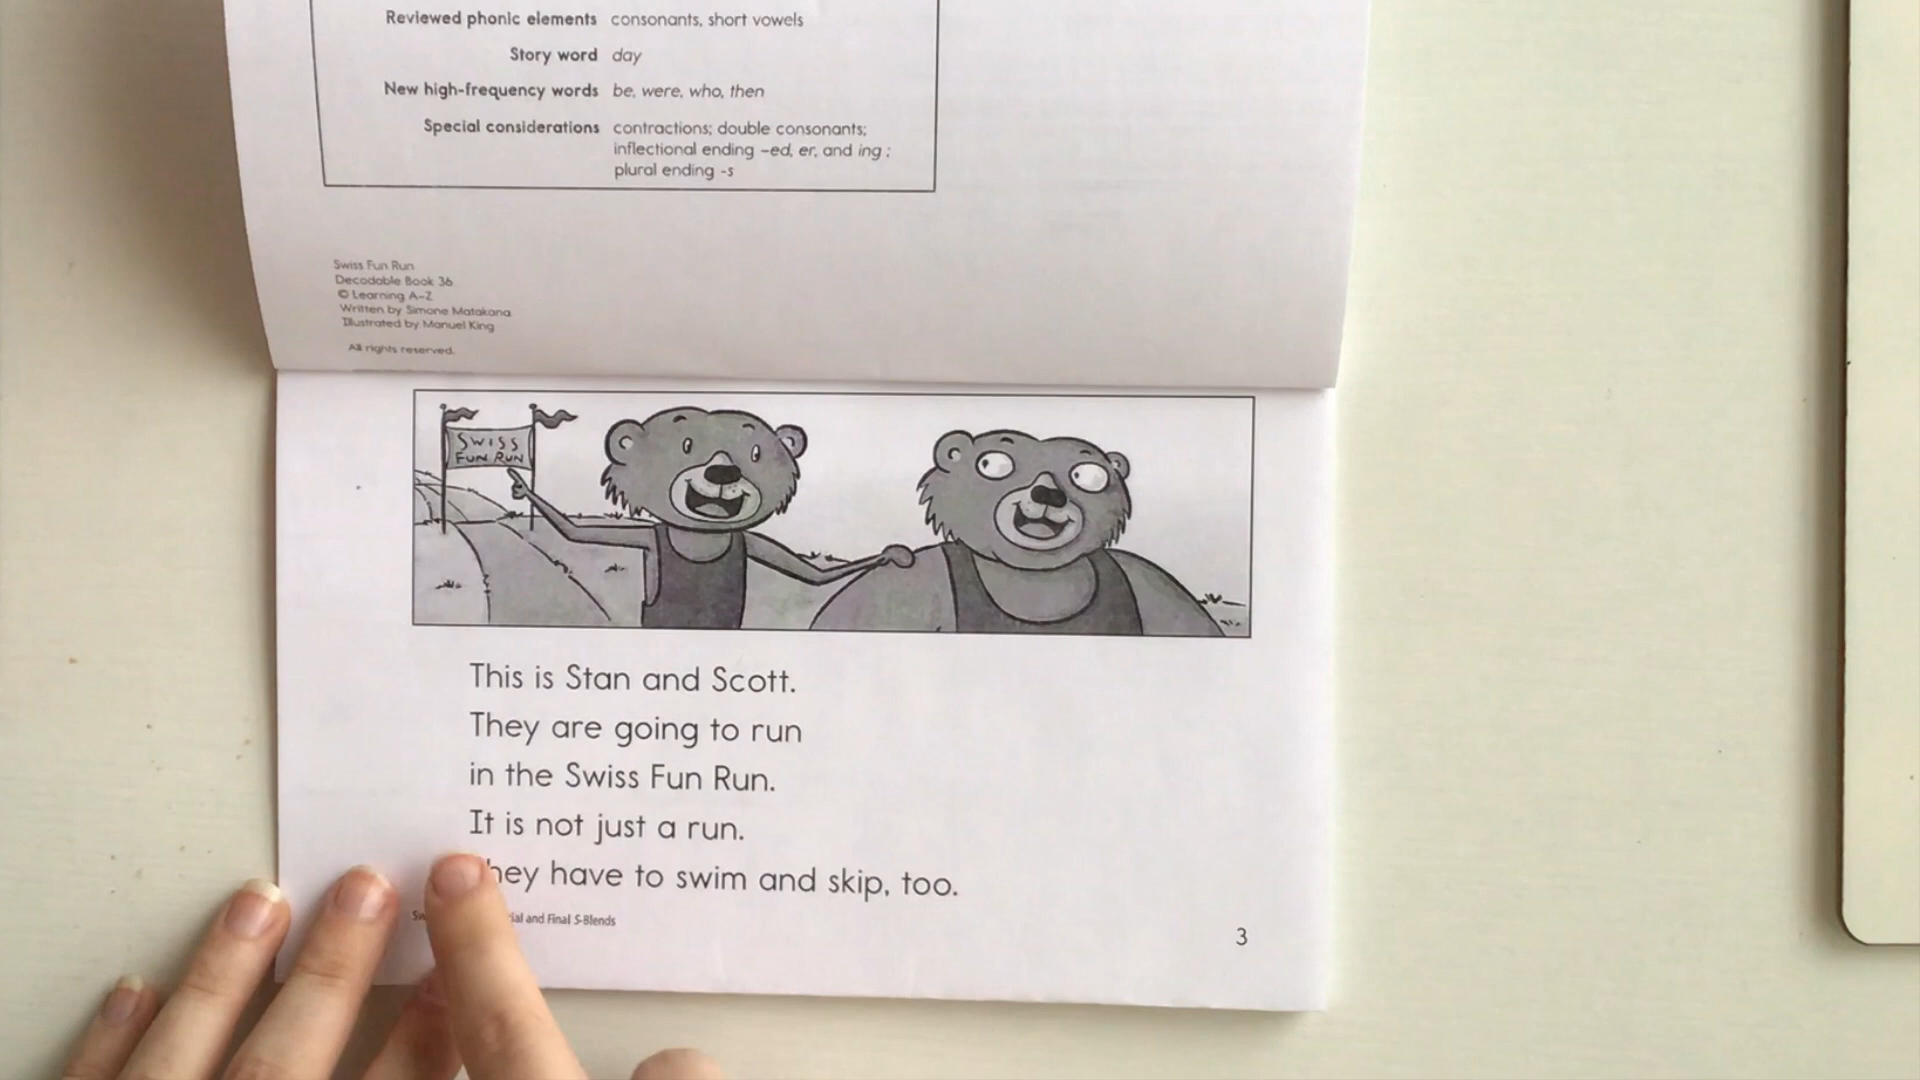 Reviewed phonic elements consonants, short vowels
Story word day
New high-frequency words be, were, who, then
Special considerations contractions; double consonants;
inflectional ending –ed, er, and ing ;
plural ending -s
Swiss Fun Run
Decodable Book 36
© Learning A–Z
Written by Simone Matakana
Illustrated by Manuel King
All rights reserved.
SWISS
FUN RUN
This is Stan and Scott.
They are going to run
in the Swiss Fun Run.
It is not just a run.
hey have to swim and skip, too.
and Final S-Blends
3